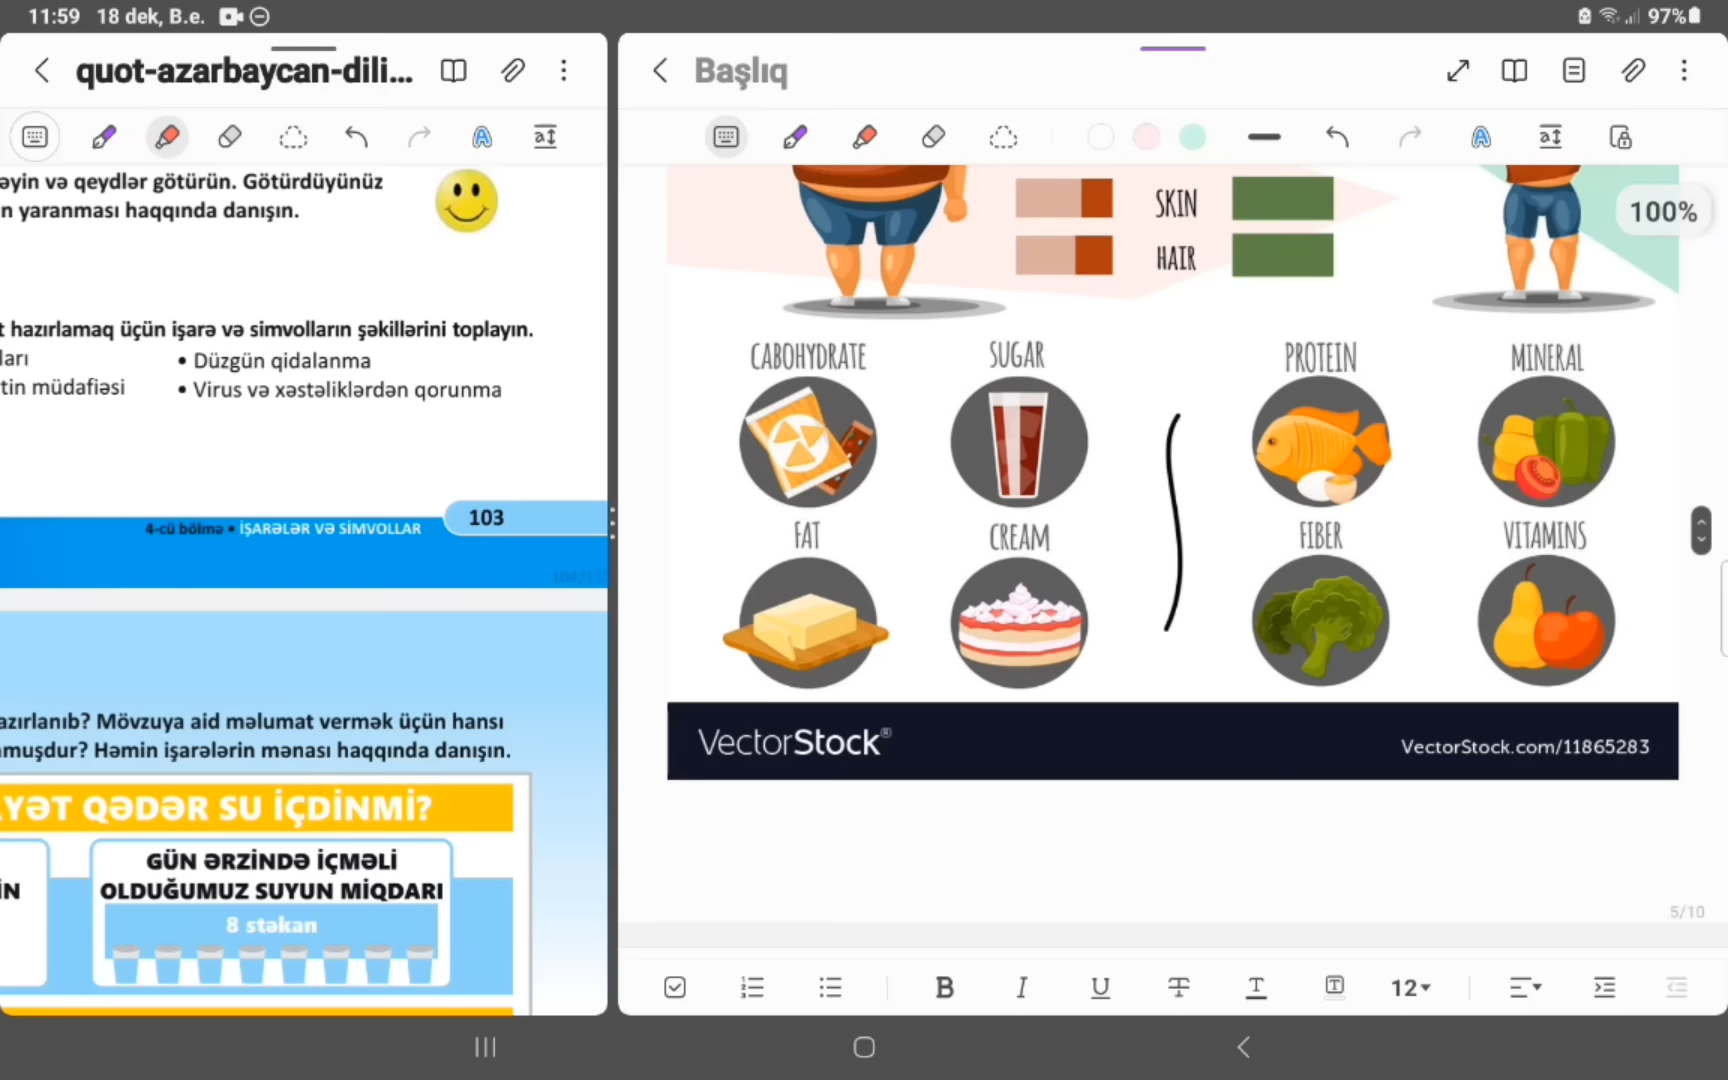 11:59 18 dek, B.e.
97%
quot-azarbaycan-dili...
əyin və qeydlər götürün. Götürdüyünüz
n yaranması haqqında danışın.
t hazırlamaq üçün işarə və simvolların şəkillərini toplayın.
ları
• Düzgün qidalanma
tin müdafiəsi
• Virus və xəstəliklərdən qorunma
4-cü bölmə • İŞARƏLƏR VƏ SİMVOLLAR
103
azırlanıb? Mövzuya aid məlumat vermək üçün hansı
muşdur? Həmin işarələrin mənası haqqında danışın.
YƏT QƏDƏR SU İÇDİNMİ?
İN
GÜN ƏRZİNDƏ İÇMƏLİ
OLDUĞUMUZ SUYUN MİQDARI
8 stəkan
Başlıq
100%
SKIN
HAIR
CABOHYDRATE
SUGAR
PROTEIN
MINERAL
FAT
CREAM
FIBER
VITAMINS
VectorStock®
VectorStock.com/11865283
5/10
B I U T T T 12